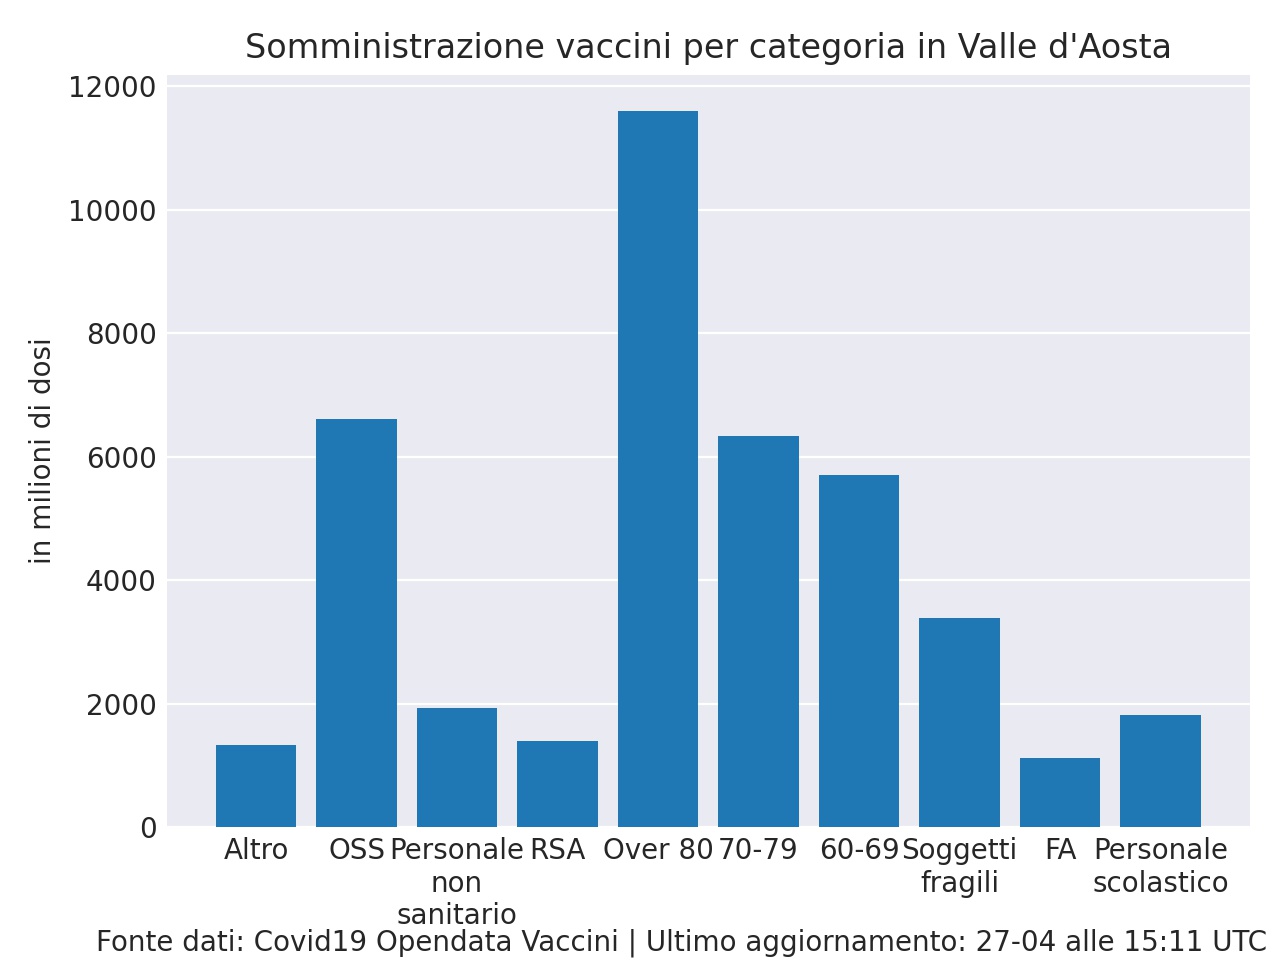 Somministrazione vaccini per categoria in Valle d'Aosta
12000
10000
8000
6000
4000
2000
0
in milioni di dosi
Altro
OSS
Personale
non
sanitario
RSA
Over 80
70-79
60-69
Soggetti
fragili
FA
Personale
scolastico
Fonte dati: Covid19 Opendata Vaccini | Ultimo aggiornamento: 27-04 alle 15:11 UTC